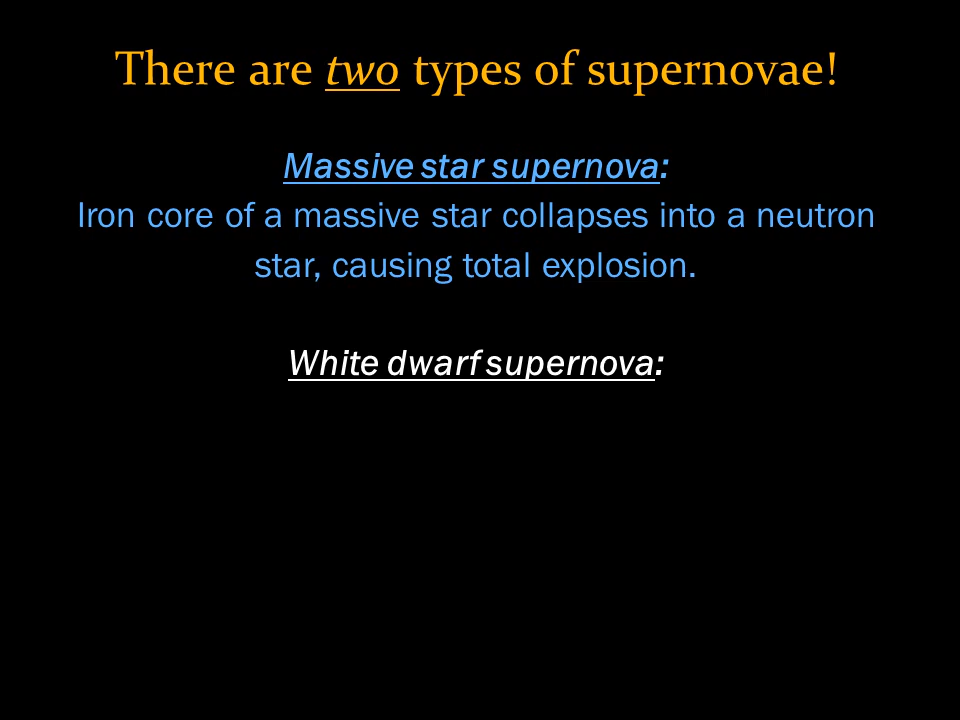 There are two types of supernovae!
Massive star supernova:
Iron core of a massive star collapses into a neutron
star, causing total explosion.
White dwarf supernova: